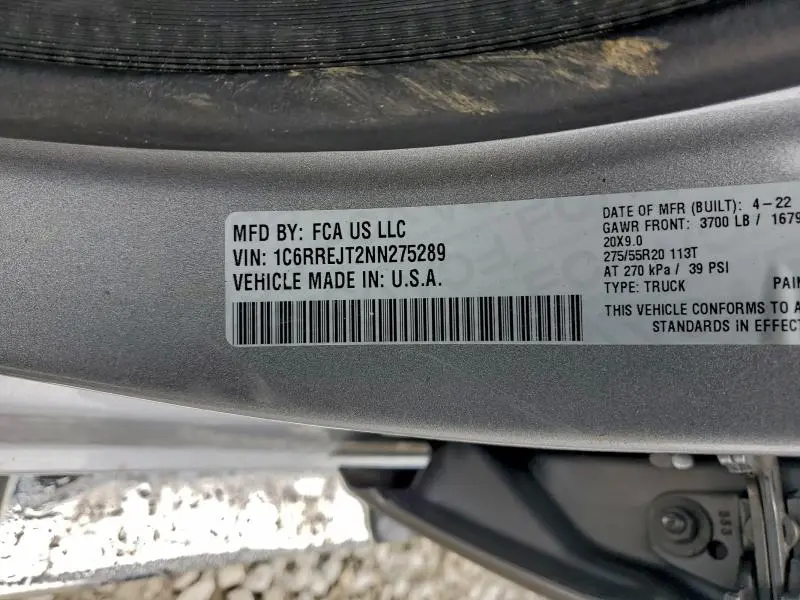 MFD BY: FCA US LLC
VIN: 1C6RREJT2NN275289
VEHICLE MADE IN: U.S.A.
DATE OF MFR (BUILT): 4-22
GAWR FRONT: 3700 LB / 1679
20X9.0
275/55R20 113T
AT 270 kPa / 39 PSI
TYPE: TRUCK
THIS VEHICLE CONFORMS TO
STANDARDS IN EFFECT